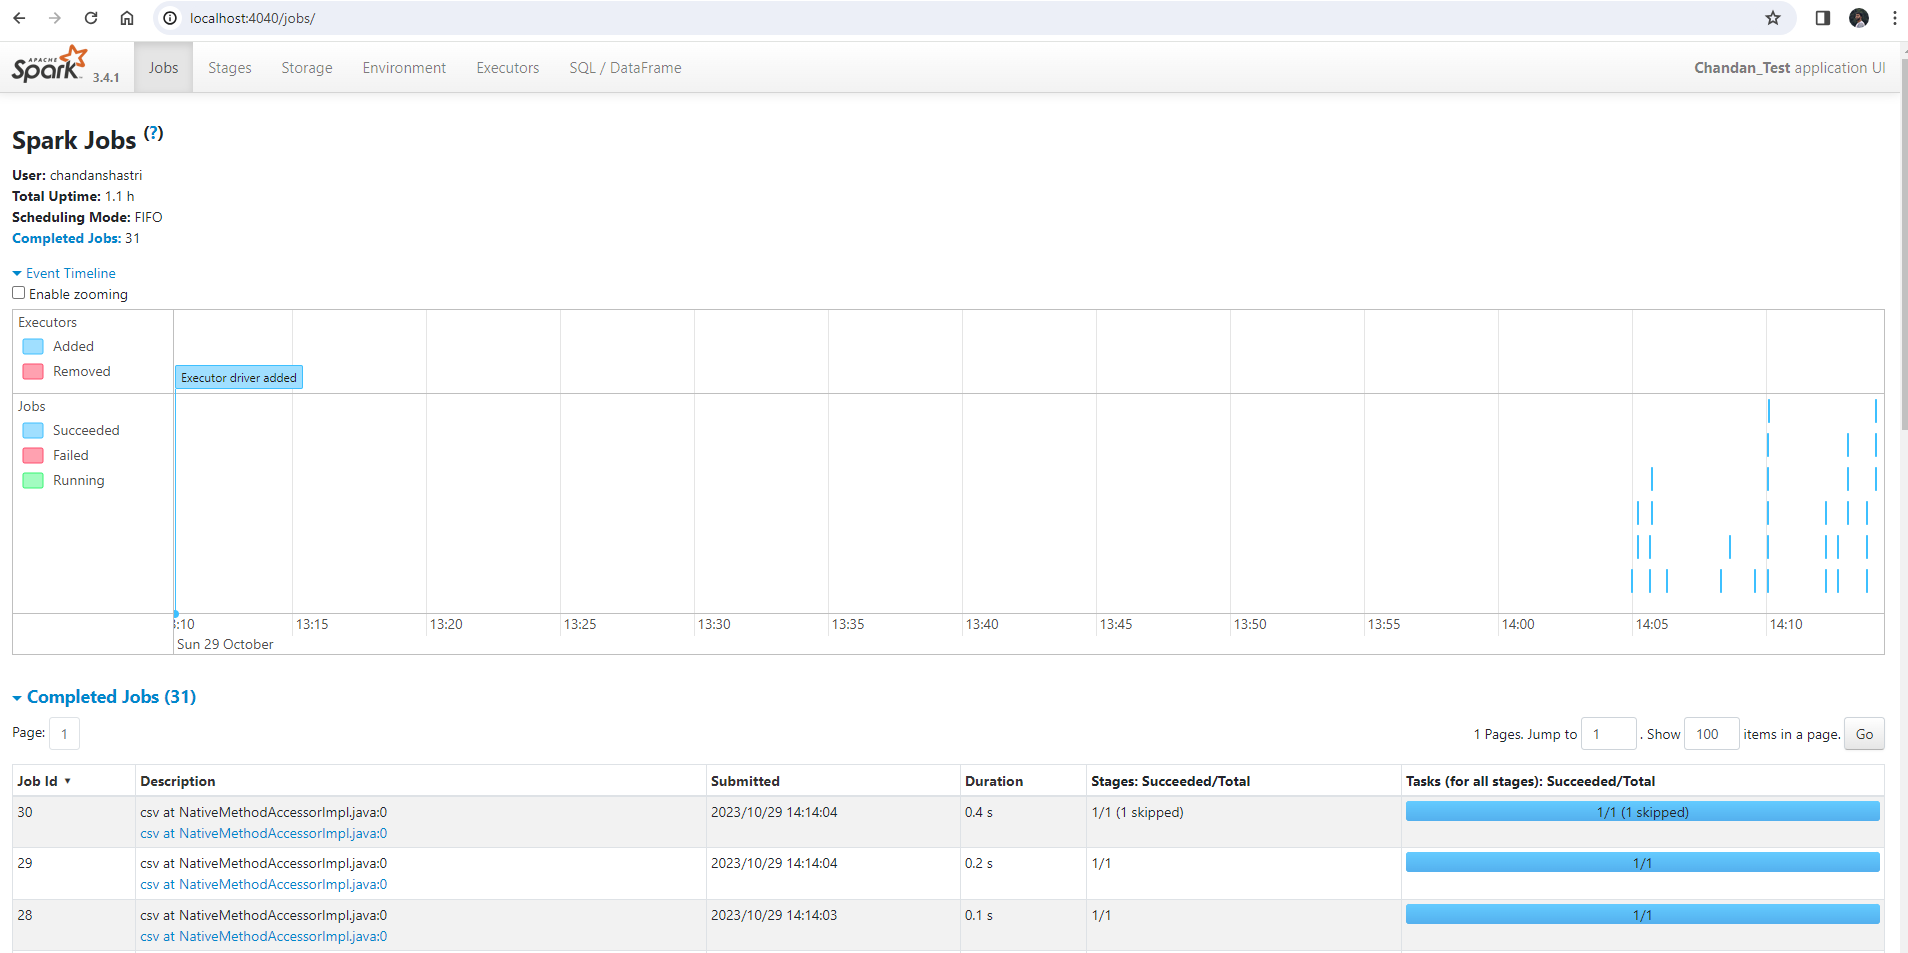 localhost:4040/jobs/
APACHE
Spark 3.4.1 Jobs Stages Storage Environment Executors SQL / DataFrame Chandan_Test application UI
Spark Jobs (?)
User: chandanshastri
Total Uptime: 1.1 h
Scheduling Mode: FIFO
Completed Jobs: 31
Event Timeline
Enable zooming
Executors
Added
Removed
Executor driver added
Jobs
Succeeded
Failed
Running
:10 13:15 13:20 13:25 13:30 13:35 13:40 13:45 13:50 13:55 14:00 14:05 14:10
Sun 29 October
Completed Jobs (31)
Page: 1 1 Pages. Jump to 1 . Show 100 items in a page. Go
Job Id ▾ Description Submitted Duration Stages: Succeeded/Total Tasks (for all stages): Succeeded/Total
30 csv at NativeMethodAccessorImpl.java:0 2023/10/29 14:14:04 0.4 s 1/1 (1 skipped) 1/1 (1 skipped)
csv at NativeMethodAccessorImpl.java:0
29 csv at NativeMethodAccessorImpl.java:0 2023/10/29 14:14:04 0.2 s 1/1 1/1
csv at NativeMethodAccessorImpl.java:0
28 csv at NativeMethodAccessorImpl.java:0 2023/10/29 14:14:03 0.1 s 1/1 1/1
csv at NativeMethodAccessorImpl.java:0